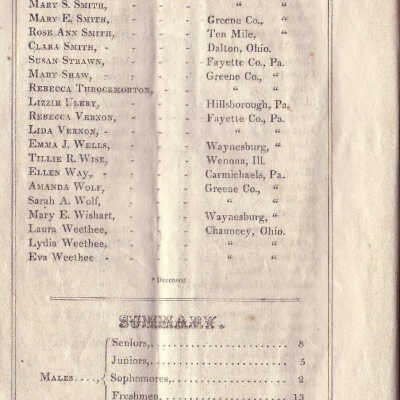 Mary S. Smith, - - - " "
Mary E. Smith, - - - Greene Co., "
Rose Ann Smith, - - - Ten Mile, "
Clara Smith, - - - Dalton, Ohio.
Susan Strawn, - - - Fayette Co., Pa.
Mary Shaw, - - - Greene Co., "
Rebecca Throckmorton, - - " "
Lizzie Ulery, - - - Hillsborough, Pa.
Rebecca Vernon, - - - Fayette Co., Pa.
Lida Vernon, - - - " "
Emma J. Wells, - - - Waynesburg, "
Tillie R. Wise, - - - Wenona, Ill.
Ellen Way, - - - Carmichaels, Pa.
Amanda Wolf, - - - Greene Co., "
Sarah A. Wolf, - - - " "
Mary E. Wishart, - - - Waynesburg, "
Laura Weethee, - - - Chauncey, Ohio.
Lydia Weethee, - - - " "
Eva Weethee - - - " "
* Deceased
SUMMARY.
Seniors,........................ 8
Juniors,........................ 5
Males....,
Sophomores,.................... 2
Freshmen,...................... 13